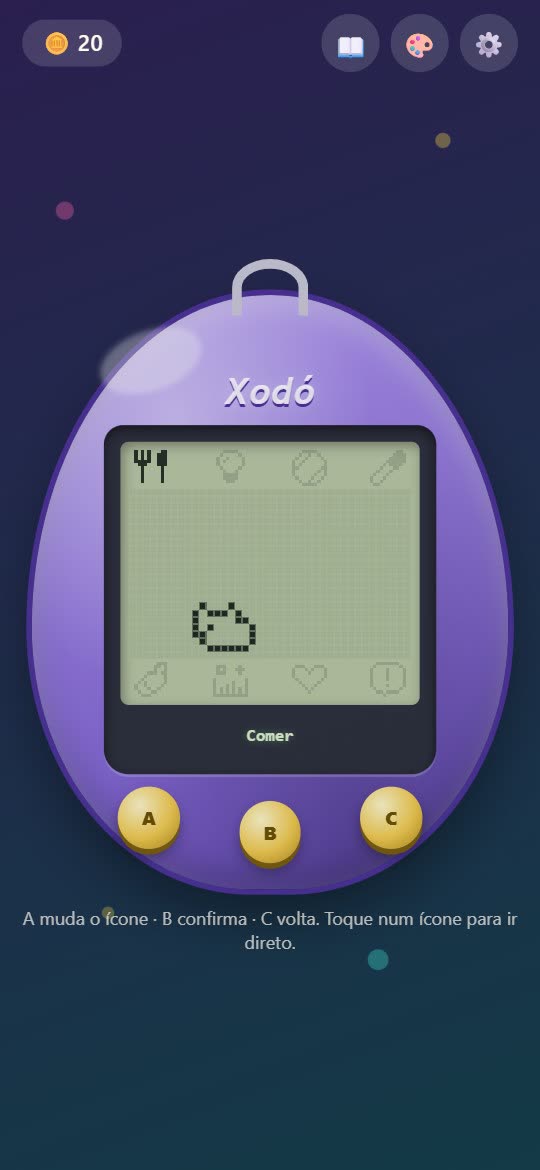 20
Xodó
Comer
A
B
C
A muda o ícone · B confirma · C volta. Toque num ícone para ir
direto.